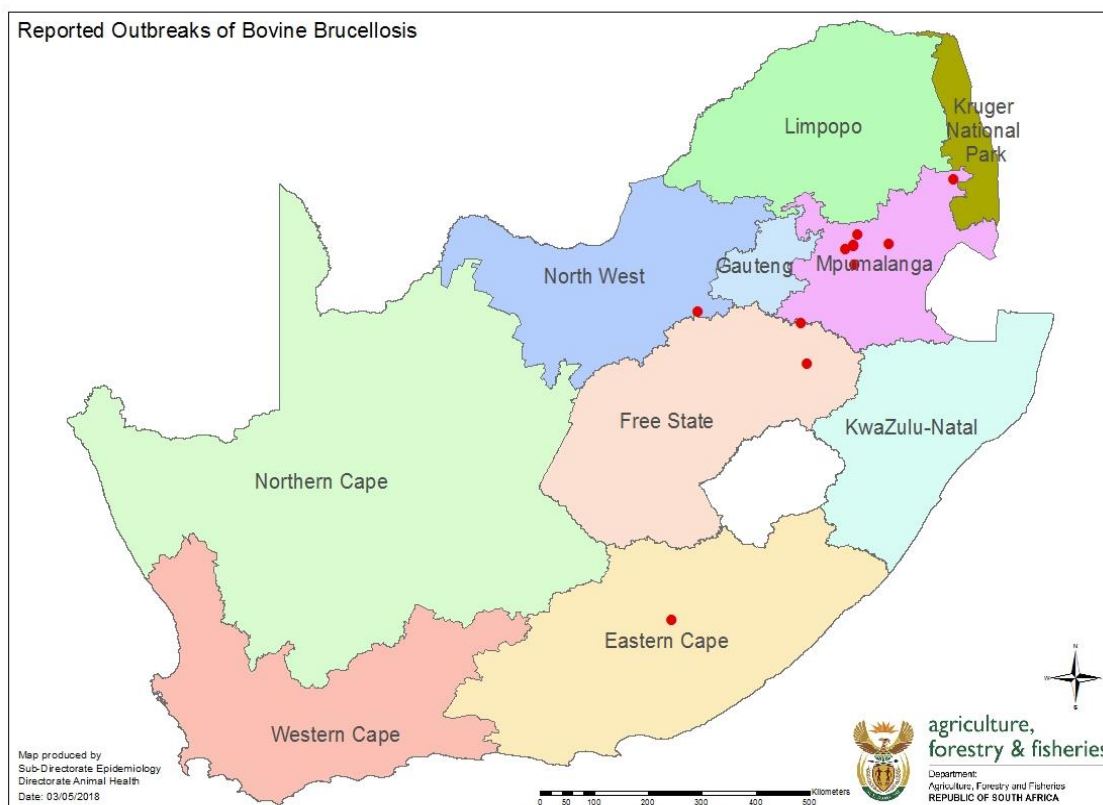 Reported Outbreaks of Bovine Brucellosis
Limpopo
Kruger
National
Park
North West
Gauteng
Mpumalanga
Free State
KwaZulu-Natal
Northern Cape
Eastern Cape
Western Cape
N
W
E
S
Map produced by
Sub-Directorate Epidemiology
Directorate Animal Health
Date: 03/05/2018
0 50 100 200 300 400 500
Kilometers
agriculture,
forestry & fisheries
Department:
Agriculture, Forestry and Fisheries
REPUBLIC OF SOUTH AFRICA